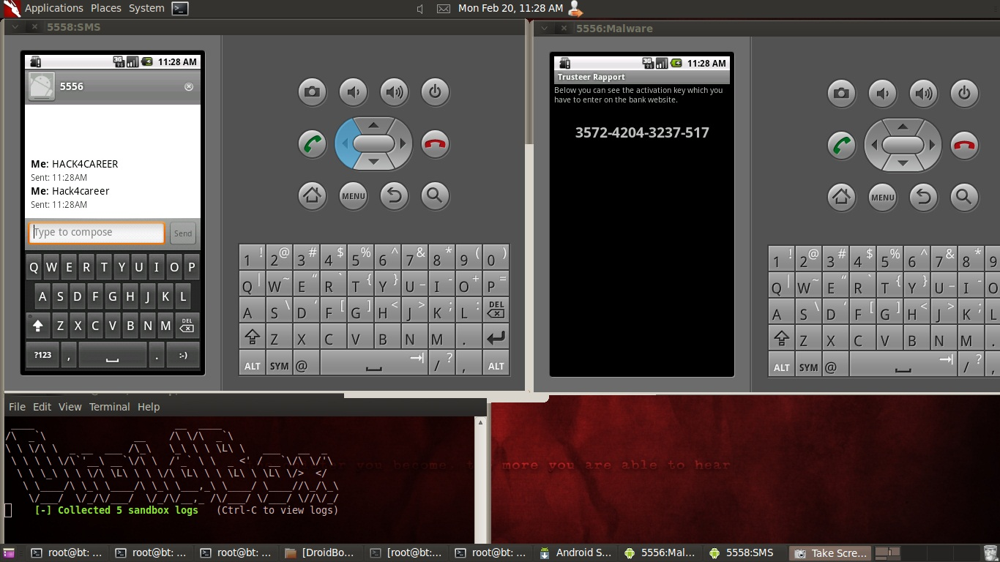 Applications Places System
Mon Feb 20, 11:28 AM
5558:SMS
3G
11:28 AM
5556
Me: HACK4CAREER
Sent: 11:28AM
Me: Hack4career
Sent: 11:28AM
Type to compose
Send
Q W E R T Y U I O P
A S D F G H J K L
Z X C V B N M DEL
?123 , . :-)
MENU
1 ! 2 @ 3 # 4 $ 5 % 6 ^ 7 & 8 * 9 ( 0 )
Q | W ~ E " R ` T { Y } U _ I - O + P =
A S \ D ' F [ G ] H < J > K ; L : DEL
Z X C V B N M .
ALT SYM @ / ? , ALT
5556:Malware
3G
11:28 AM
Trusteer Rapport
Below you can see the activation key which you
have to enter on the bank website.
3572-4204-3237-517
MENU
1 ! 2 @ 3 # 4 $ 5 % 6 ^ 7 & 8 * 9
Q | W ~ E " R ` T { Y } U _ I - O
A S \ D ' F [ G ] H < J > K ; L
Z X C V B N M .
ALT SYM @ / ? ,
File Edit View Terminal Help
you become, more you are able to hear
[-] Collected 5 sandbox logs (Ctrl-C to view logs)
root@bt: ... root@bt: ... root@bt: ... [DroidBo... [root@bt:... root@bt: ... Android S... 5556:Mal... 5558:SMS Take Scre...